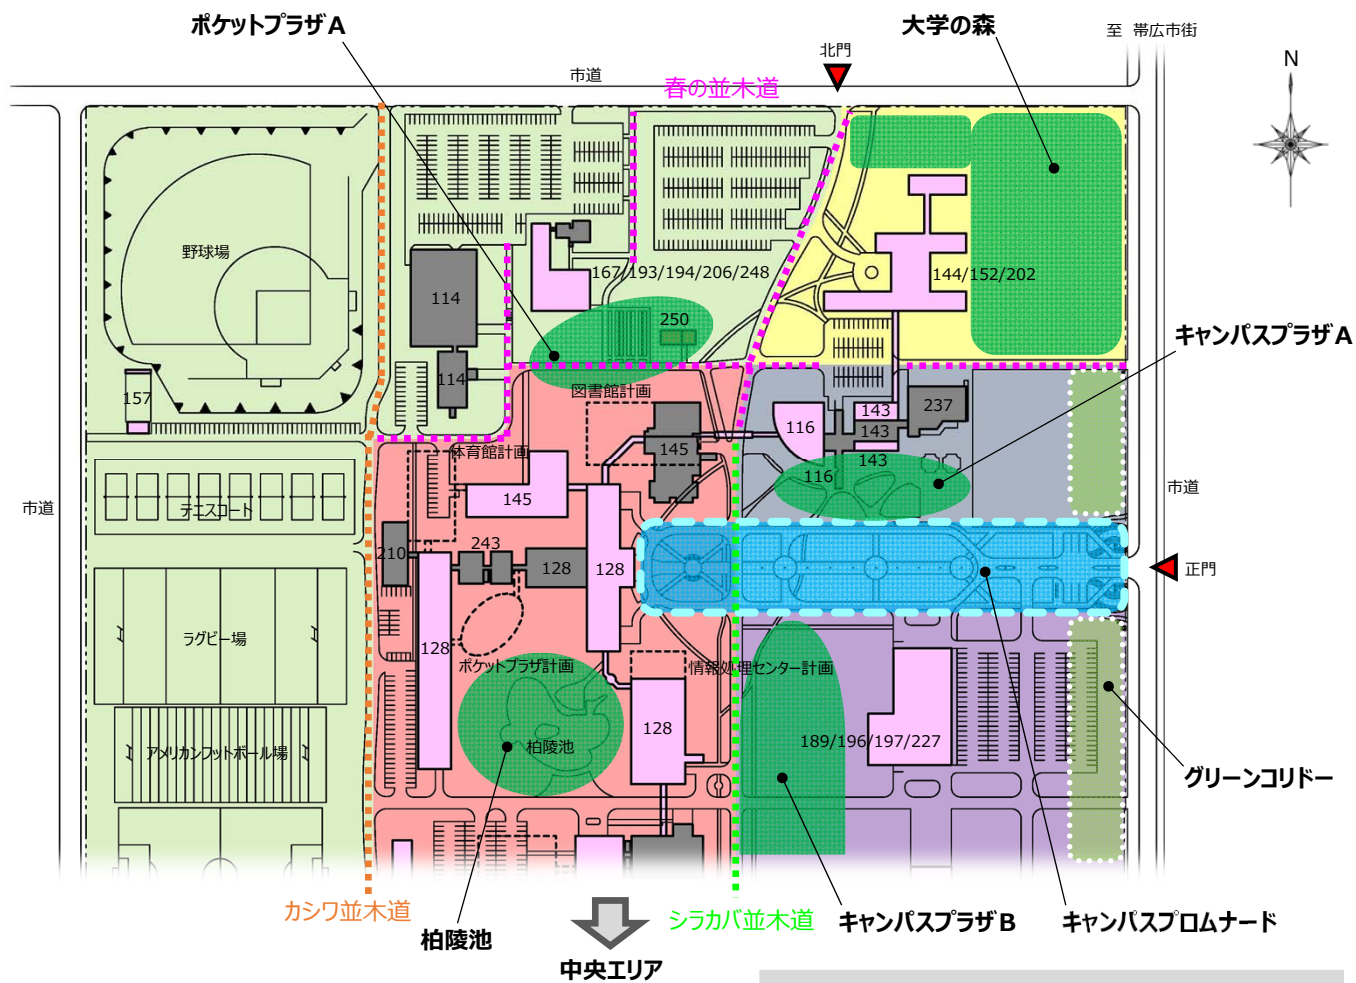 ポケットプラザA
大学の森
至 帯広市街
北門
市道
春の並木道
N
野球場
167/193/194/206/248
144/152/202
114
250
キャンパスプラザA
114
図書館計画
157
143
237
116
143
体育館計画
145
143
116
145
市道
テニスコート
市道
243
210
128
128
正門
ラグビー場
128
ポケットプラザ計画
情報処理センター計画
128
189/196/197/227
柏陵池
アメリカンフットボール場
グリーンコリドー
カシワ並木道
シラカバ並木道
キャンパスプラザB
キャンパスプロムナード
柏陵池
中央エリア